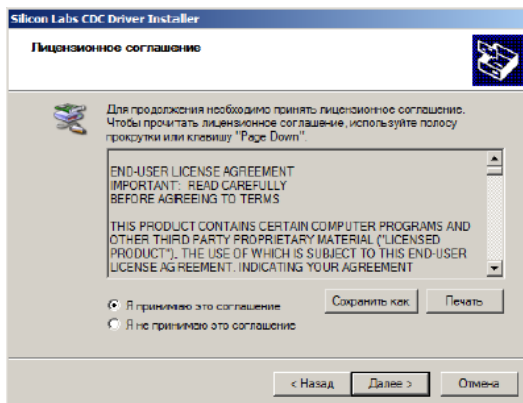 Silicon Labs CDC Driver Installer
Лицензионное соглашение
Для продолжения необходимо принять лицензионное соглашение.
Чтобы прочитать лицензионное соглашение, используйте полосу
прокрутки или клавишу "Page Down".
END-USER LICENSE AGREEMENT
IMPORTANT: READ CAREFULLY
BEFORE AGREEING TO TERMS
THIS PRODUCT CONTAINS CERTAIN COMPUTER PROGRAMS AND
OTHER THIRD PARTY PROPRIETARY MATERIAL ("LICENSED
PRODUCT"). THE USE OF WHICH IS SUBJECT TO THIS END-USER
LICENSE AGREEMENT. INDICATING YOUR AGREEMENT
Я принимаю это соглашение
Сохранить как
Печать
Я не принимаю это соглашение
< Назад
Далее >
Отмена